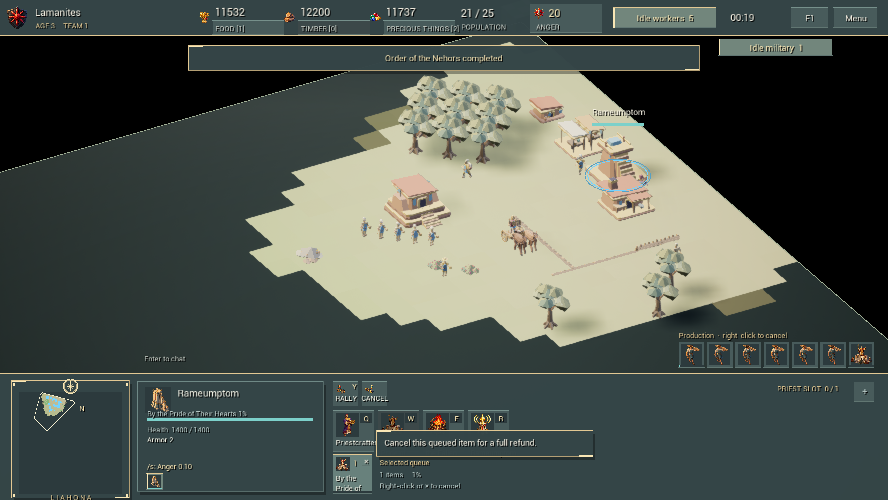 Lamanites
AGE 3 TEAM 1
11532
FOOD [1]
12200
TIMBER [0]
11737
PRECIOUS THINGS [2]
21 / 25
POPULATION
20
ANGER
Idle workers 5
00:19
F1
Menu
Idle military 1
Order of the Nehors completed
Rameumptom
Production - right click to cancel
Enter to chat
N
LIAHONA
Rameumptom
By the Pride of Their Hearts 1%
Health 1400 / 1400
Armor 2
/s: Anger 0.10
Y
RALLY
CANCEL
PRIEST SLOT: 0 / 1
+
Q
W
F
R
Cancel this queued item for a full refund.
By the
Pride of
Selected queue
1 items · 1%
Right-click or × to cancel